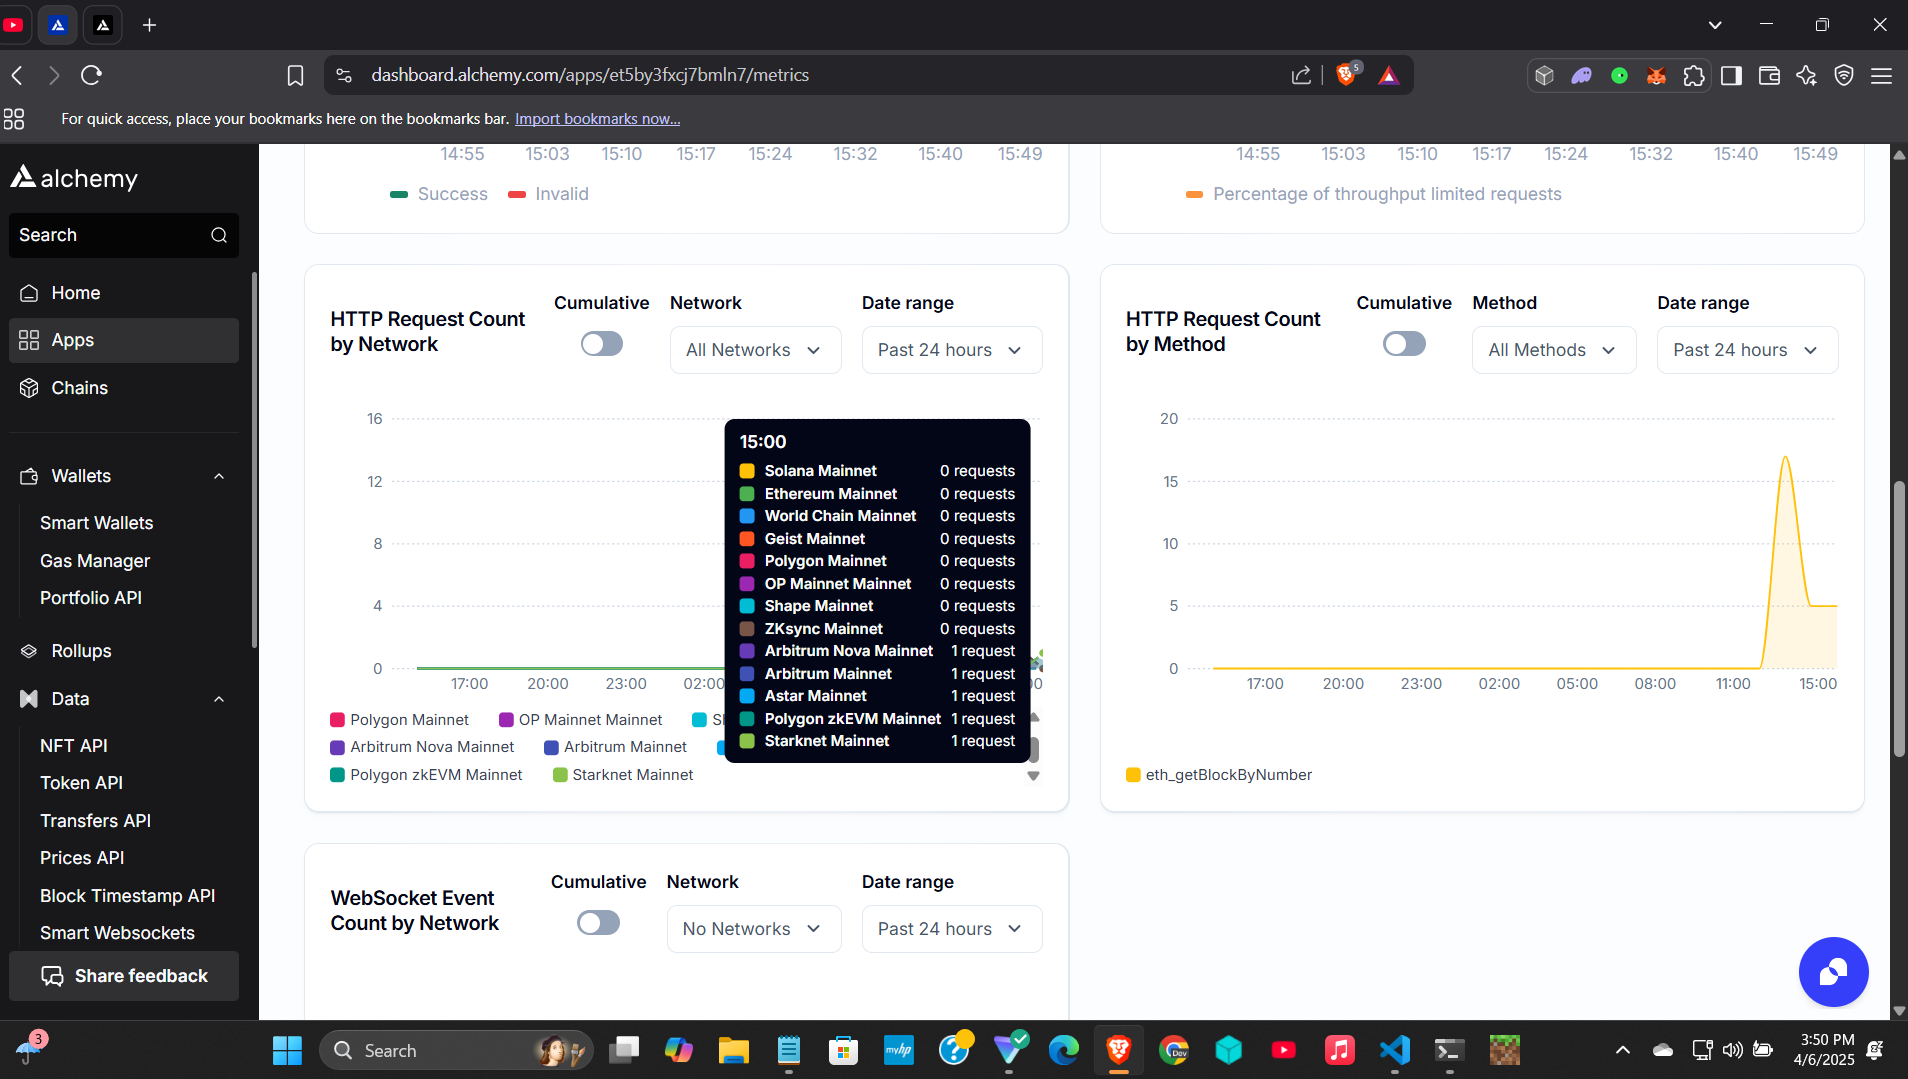 dashboard.alchemy.com/apps/et5by3fxcj7bmln7/metrics
5
For quick access, place your bookmarks here on the bookmarks bar. Import bookmarks now...
alchemy
Search
Home
Apps
Chains
Wallets
Smart Wallets
Gas Manager
Portfolio API
Rollups
Data
NFT API
Token API
Transfers API
Prices API
Block Timestamp API
Smart Websockets
Share feedback
14:55 15:03 15:10 15:17 15:24 15:32 15:40 15:49
Success Invalid
14:55 15:03 15:10 15:17 15:24 15:32 15:40 15:49
Percentage of throughput limited requests
HTTP Request Count by Network
Cumulative Network Date range
All Networks Past 24 hours
16
12
8
4
0
17:00 20:00 23:00 02:00
15:00
Solana Mainnet 0 requests
Ethereum Mainnet 0 requests
World Chain Mainnet 0 requests
Geist Mainnet 0 requests
Polygon Mainnet 0 requests
OP Mainnet Mainnet 0 requests
Shape Mainnet 0 requests
ZKsync Mainnet 0 requests
Arbitrum Nova Mainnet 1 request
Arbitrum Mainnet 1 request
Astar Mainnet 1 request
Polygon zkEVM Mainnet 1 request
Starknet Mainnet 1 request
Polygon Mainnet OP Mainnet Mainnet
Arbitrum Nova Mainnet Arbitrum Mainnet
Polygon zkEVM Mainnet Starknet Mainnet
HTTP Request Count by Method
Cumulative Method Date range
All Methods Past 24 hours
20
15
10
5
0
17:00 20:00 23:00 02:00 05:00 08:00 11:00 15:00
eth_getBlockByNumber
WebSocket Event Count by Network
Cumulative Network Date range
No Networks Past 24 hours
3
Search
myhp
Dev
3:50 PM
4/6/2025